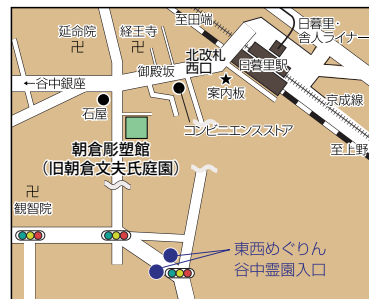 至田端
日暮里・
舎人ライナー
延命院
経王寺
北改札
西口
日暮里駅
御殿坂
←谷中銀座
案内板
京成線
石屋
コンビニエンスストア
至上野
朝倉彫塑館
(旧朝倉文夫氏庭園)
観智院
東西めぐりん
谷中霊園入口